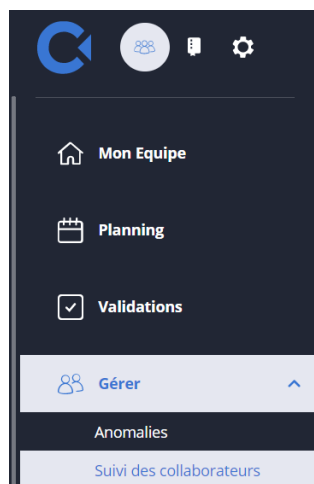 Mon Equipe
Planning
Validations
Gérer
Anomalies
Suivi des collaborateurs